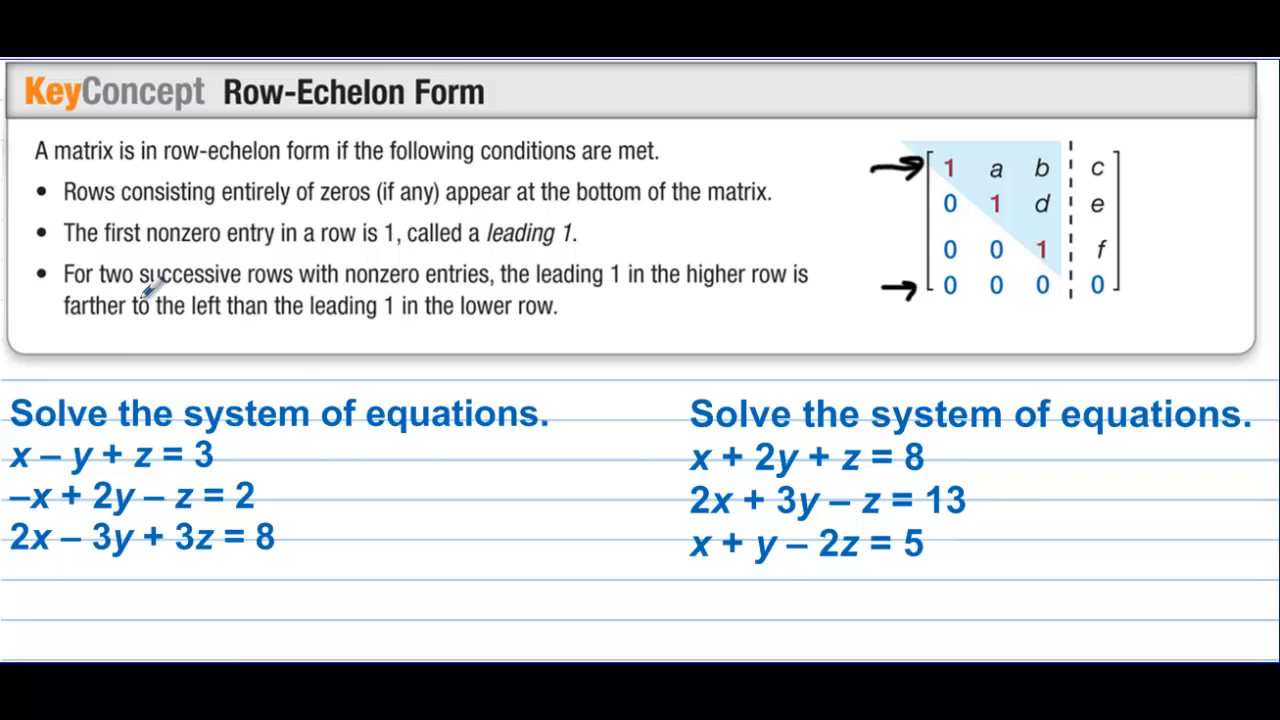 KeyConcept Row-Echelon Form
A matrix is in row-echelon form if the following conditions are met.
• Rows consisting entirely of zeros (if any) appear at the bottom of the matrix.
• The first nonzero entry in a row is 1, called a leading 1.
• For two successive rows with nonzero entries, the leading 1 in the higher row is
farther to the left than the leading 1 in the lower row.
1 a b c
0 1 d e
0 0 1 f
0 0 0 0
Solve the system of equations.
x – y + z = 3
–x + 2y – z = 2
2x – 3y + 3z = 8
Solve the system of equations.
x + 2y + z = 8
2x + 3y – z = 13
x + y – 2z = 5